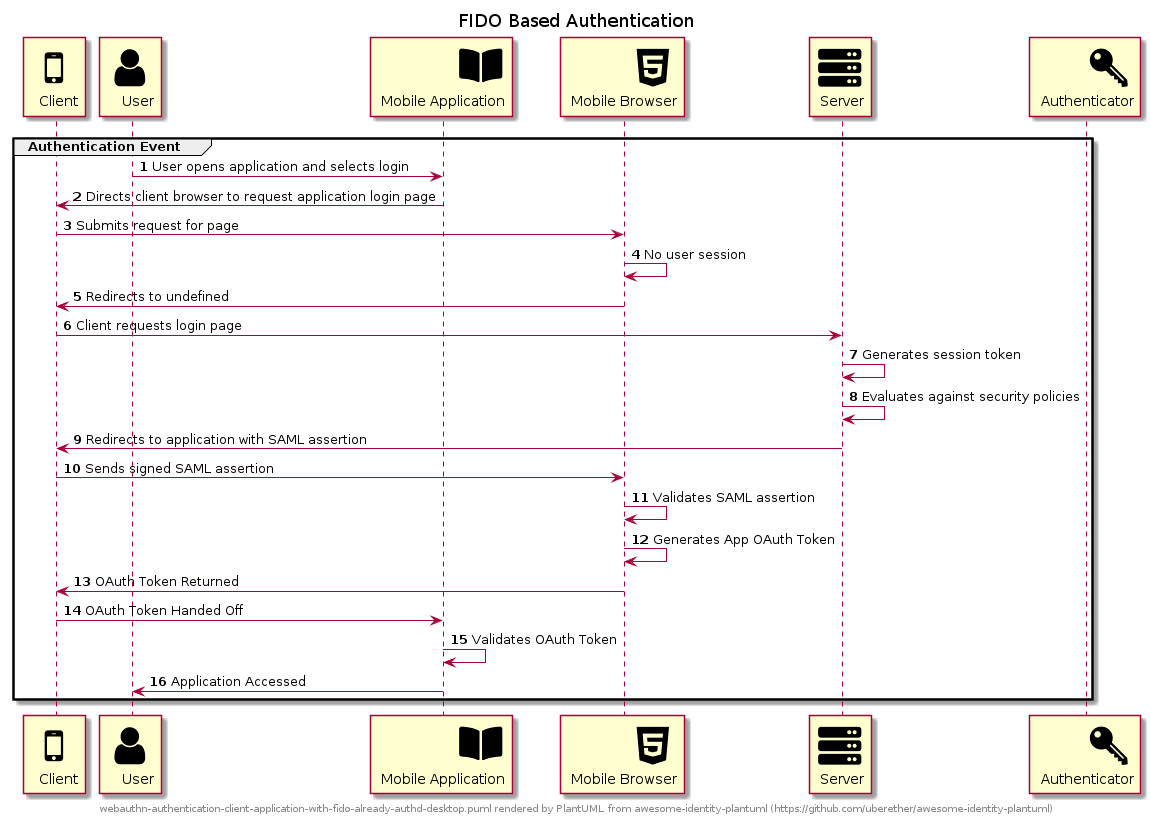 FIDO Based Authentication
Client
User
Mobile Application
Mobile Browser
Server
Authenticator
Authentication Event
1 User opens application and selects login
2 Directs client browser to request application login page
3 Submits request for page
4 No user session
5 Redirects to undefined
6 Client requests login page
7 Generates session token
8 Evaluates against security policies
9 Redirects to application with SAML assertion
10 Sends signed SAML assertion
11 Validates SAML assertion
12 Generates App OAuth Token
13 OAuth Token Returned
14 OAuth Token Handed Off
15 Validates OAuth Token
16 Application Accessed
Client
User
Mobile Application
Mobile Browser
Server
Authenticator
webauthn-authentication-client-application-with-fido-already-authd-desktop.puml rendered by PlantUML from awesome-identity-plantuml (https://github.com/uberether/awesome-identity-plantuml)